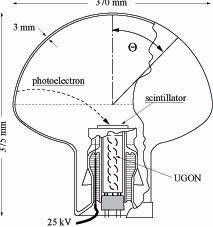 370 mm
3 mm
Θ
photoelectron
scintillator
375 mm
UGON
25 kV